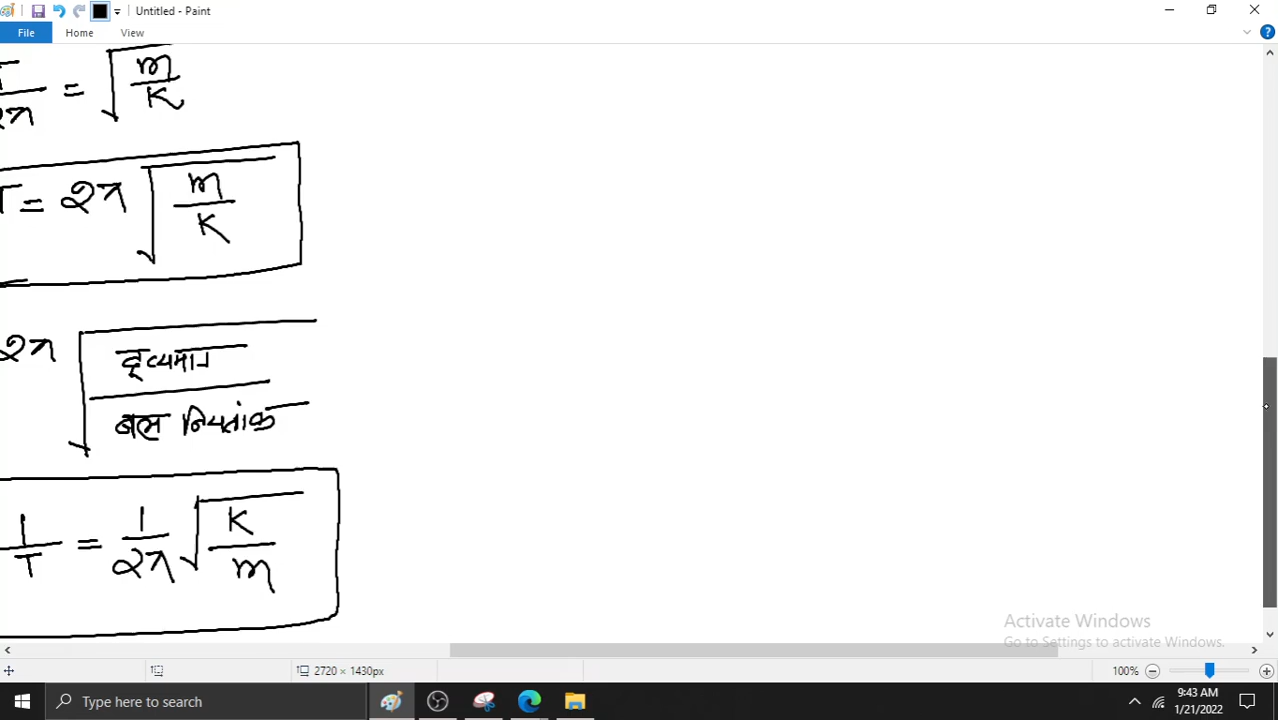 Untitled - Paint
File Home View
T/2π = √(m/K)
T = 2π √(m/K)
2π √(द्रव्यमान/बल नियतांक)
1/T = 1/2π √(K/m)
Activate Windows
Go to Settings to activate Windows.
2720 × 1430px
100%
Type here to search
9:43 AM
1/21/2022